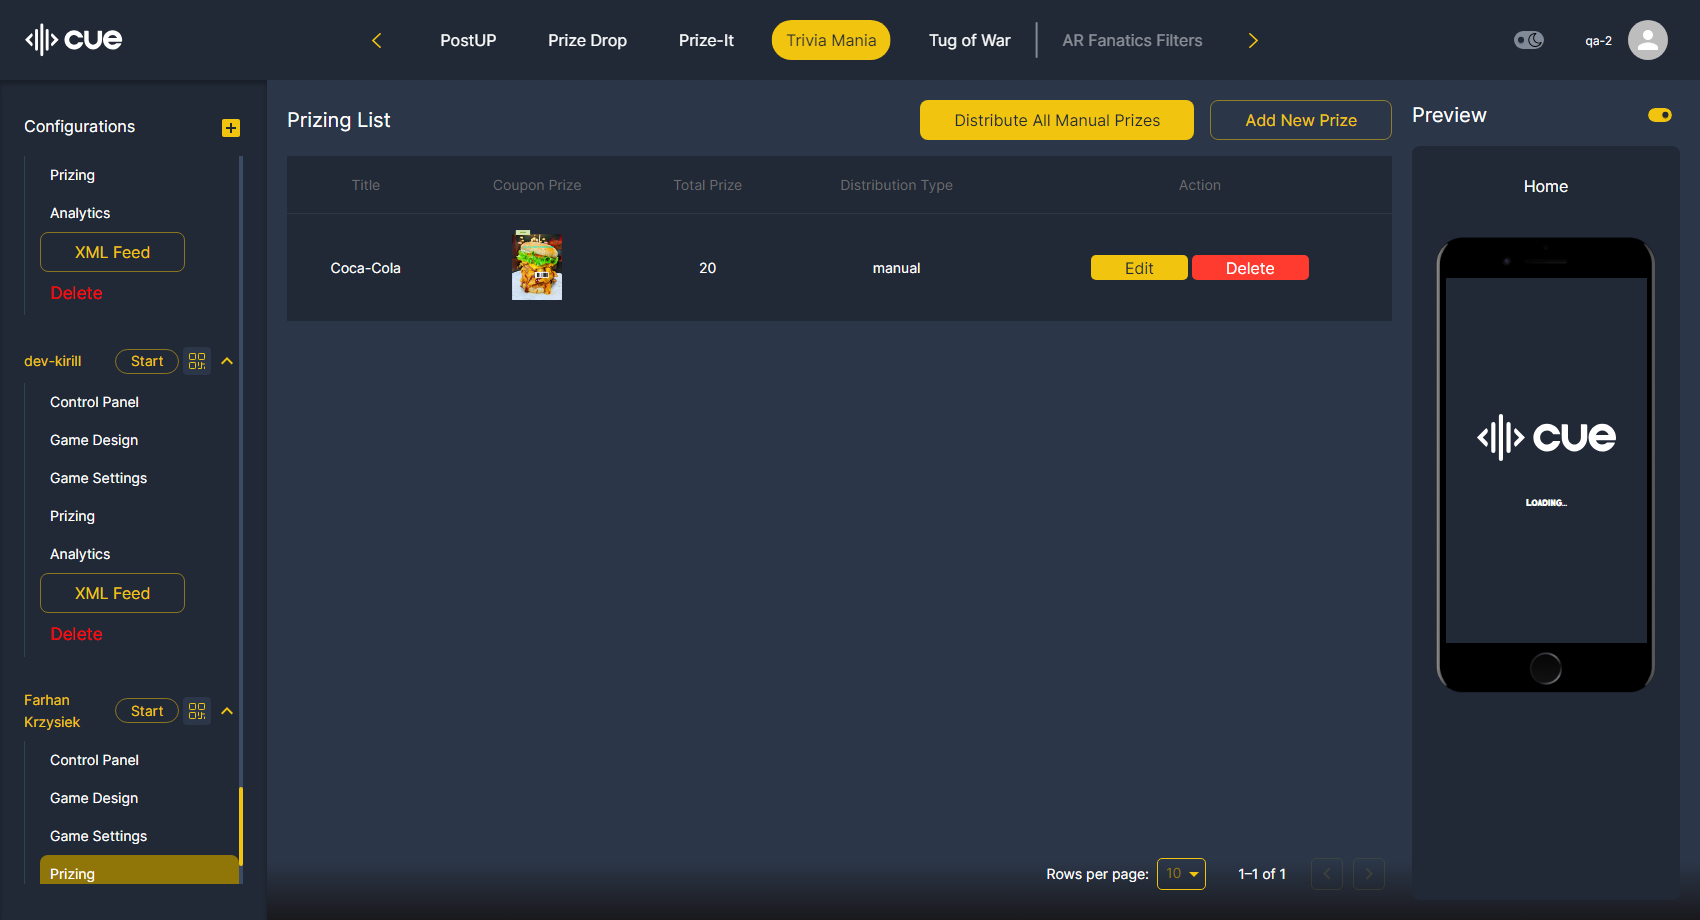 cue
PostUP
Prize Drop
Prize-It
Trivia Mania
Tug of War
AR Fanatics Filters
qa-2
Configurations
Prizing
Analytics
XML Feed
Delete
dev-kirill
Start
Control Panel
Game Design
Game Settings
Prizing
Analytics
XML Feed
Delete
Farhan
Krzysiek
Start
Control Panel
Game Design
Game Settings
Prizing
Prizing List
Distribute All Manual Prizes
Add New Prize
Title
Coupon Prize
Total Prize
Distribution Type
Action
Coca-Cola
20
manual
Edit
Delete
Rows per page:
10
1–1 of 1
Preview
Home
cue
LOADING...